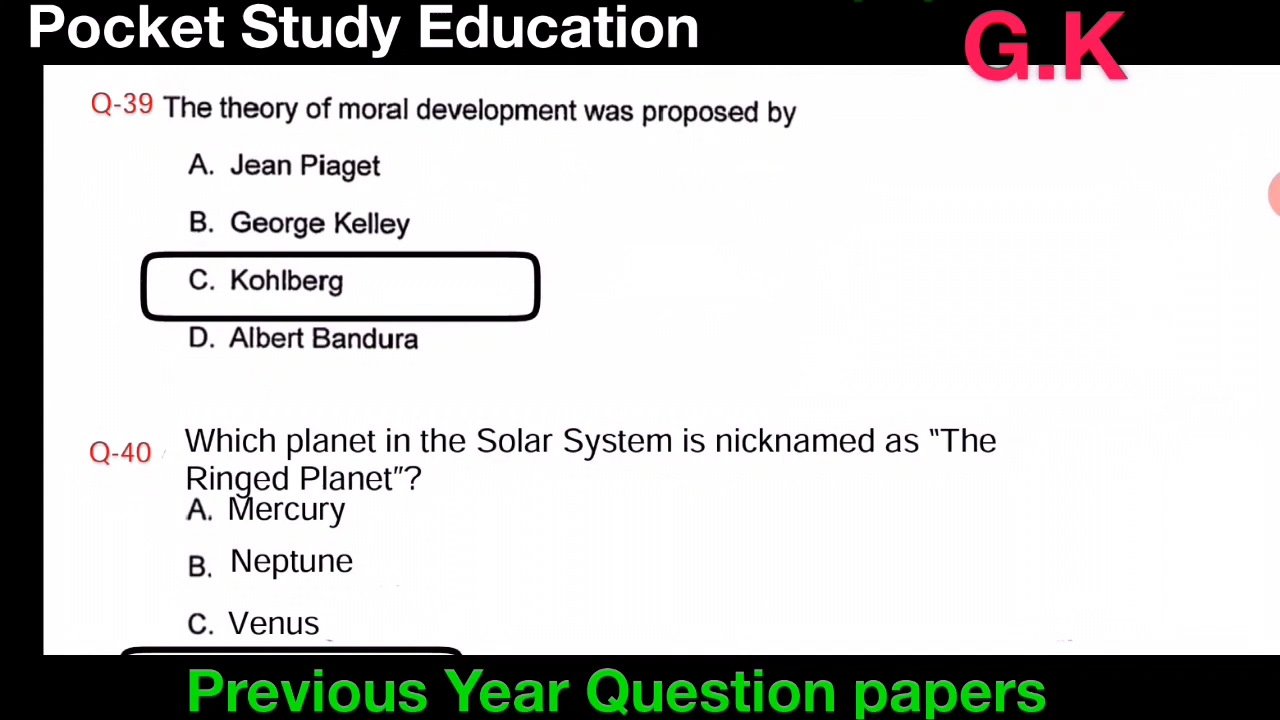 Pocket Study Education
G.K
Q-39 The theory of moral development was proposed by
A. Jean Piaget
B. George Kelley
C. Kohlberg
D. Albert Bandura
Q-40 Which planet in the Solar System is nicknamed as "The
Ringed Planet"?
A. Mercury
B. Neptune
C. Venus
Previous Year Question papers